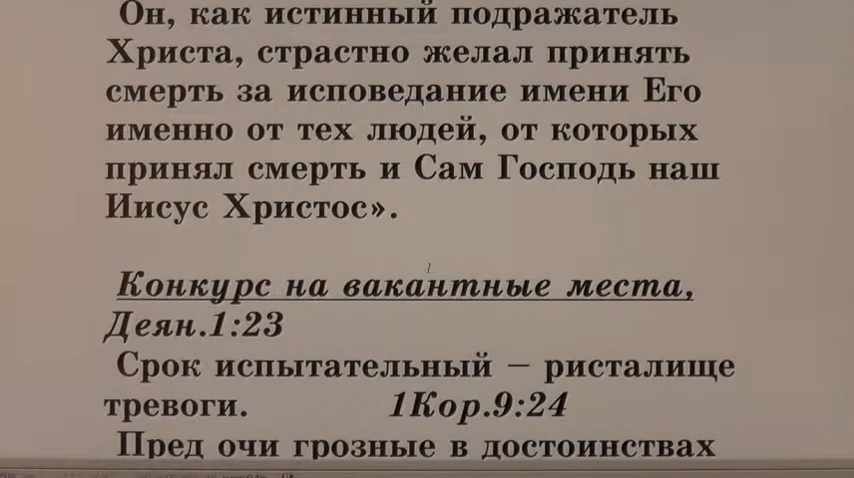 Он, как истинный подражатель
Христа, страстно желал принять
смерть за исповедание имени Его
именно от тех людей, от которых
принял смерть и Сам Господь наш
Иисус Христос».
Конкурс на вакантные места,
Деян.1:23
Срок испытательный – ристалище
тревоги. 1Кор.9:24
Пред очи грозные в достоинствах